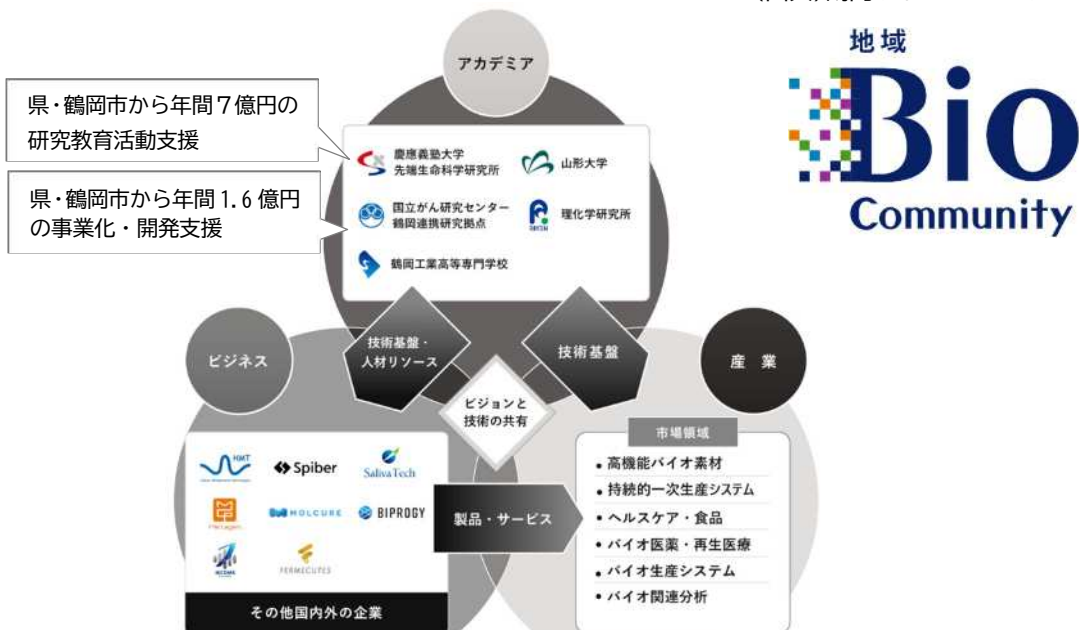 地域
Bio
Community
アカデミア
県・鶴岡市から年間7億円の
研究教育活動支援
県・鶴岡市から年間1.6億円
の事業化・開発支援
慶應義塾大学
先端生命科学研究所
山形大学
国立がん研究センター
鶴岡連携研究拠点
理化学研究所
鶴岡工業高等専門学校
ビジネス
技術基盤・
人材リソース
技術基盤
産 業
ビジョンと
技術の共有
市場領域
HMT
Spiber
SalivaTech
MOLCURE
BIPROGY
FERMECUTES
その他国内外の企業
製品・サービス
• 高機能バイオ素材
• 持続的一次生産システム
• ヘルスケア・食品
• バイオ医薬・再生医療
• バイオ生産システム
• バイオ関連分析